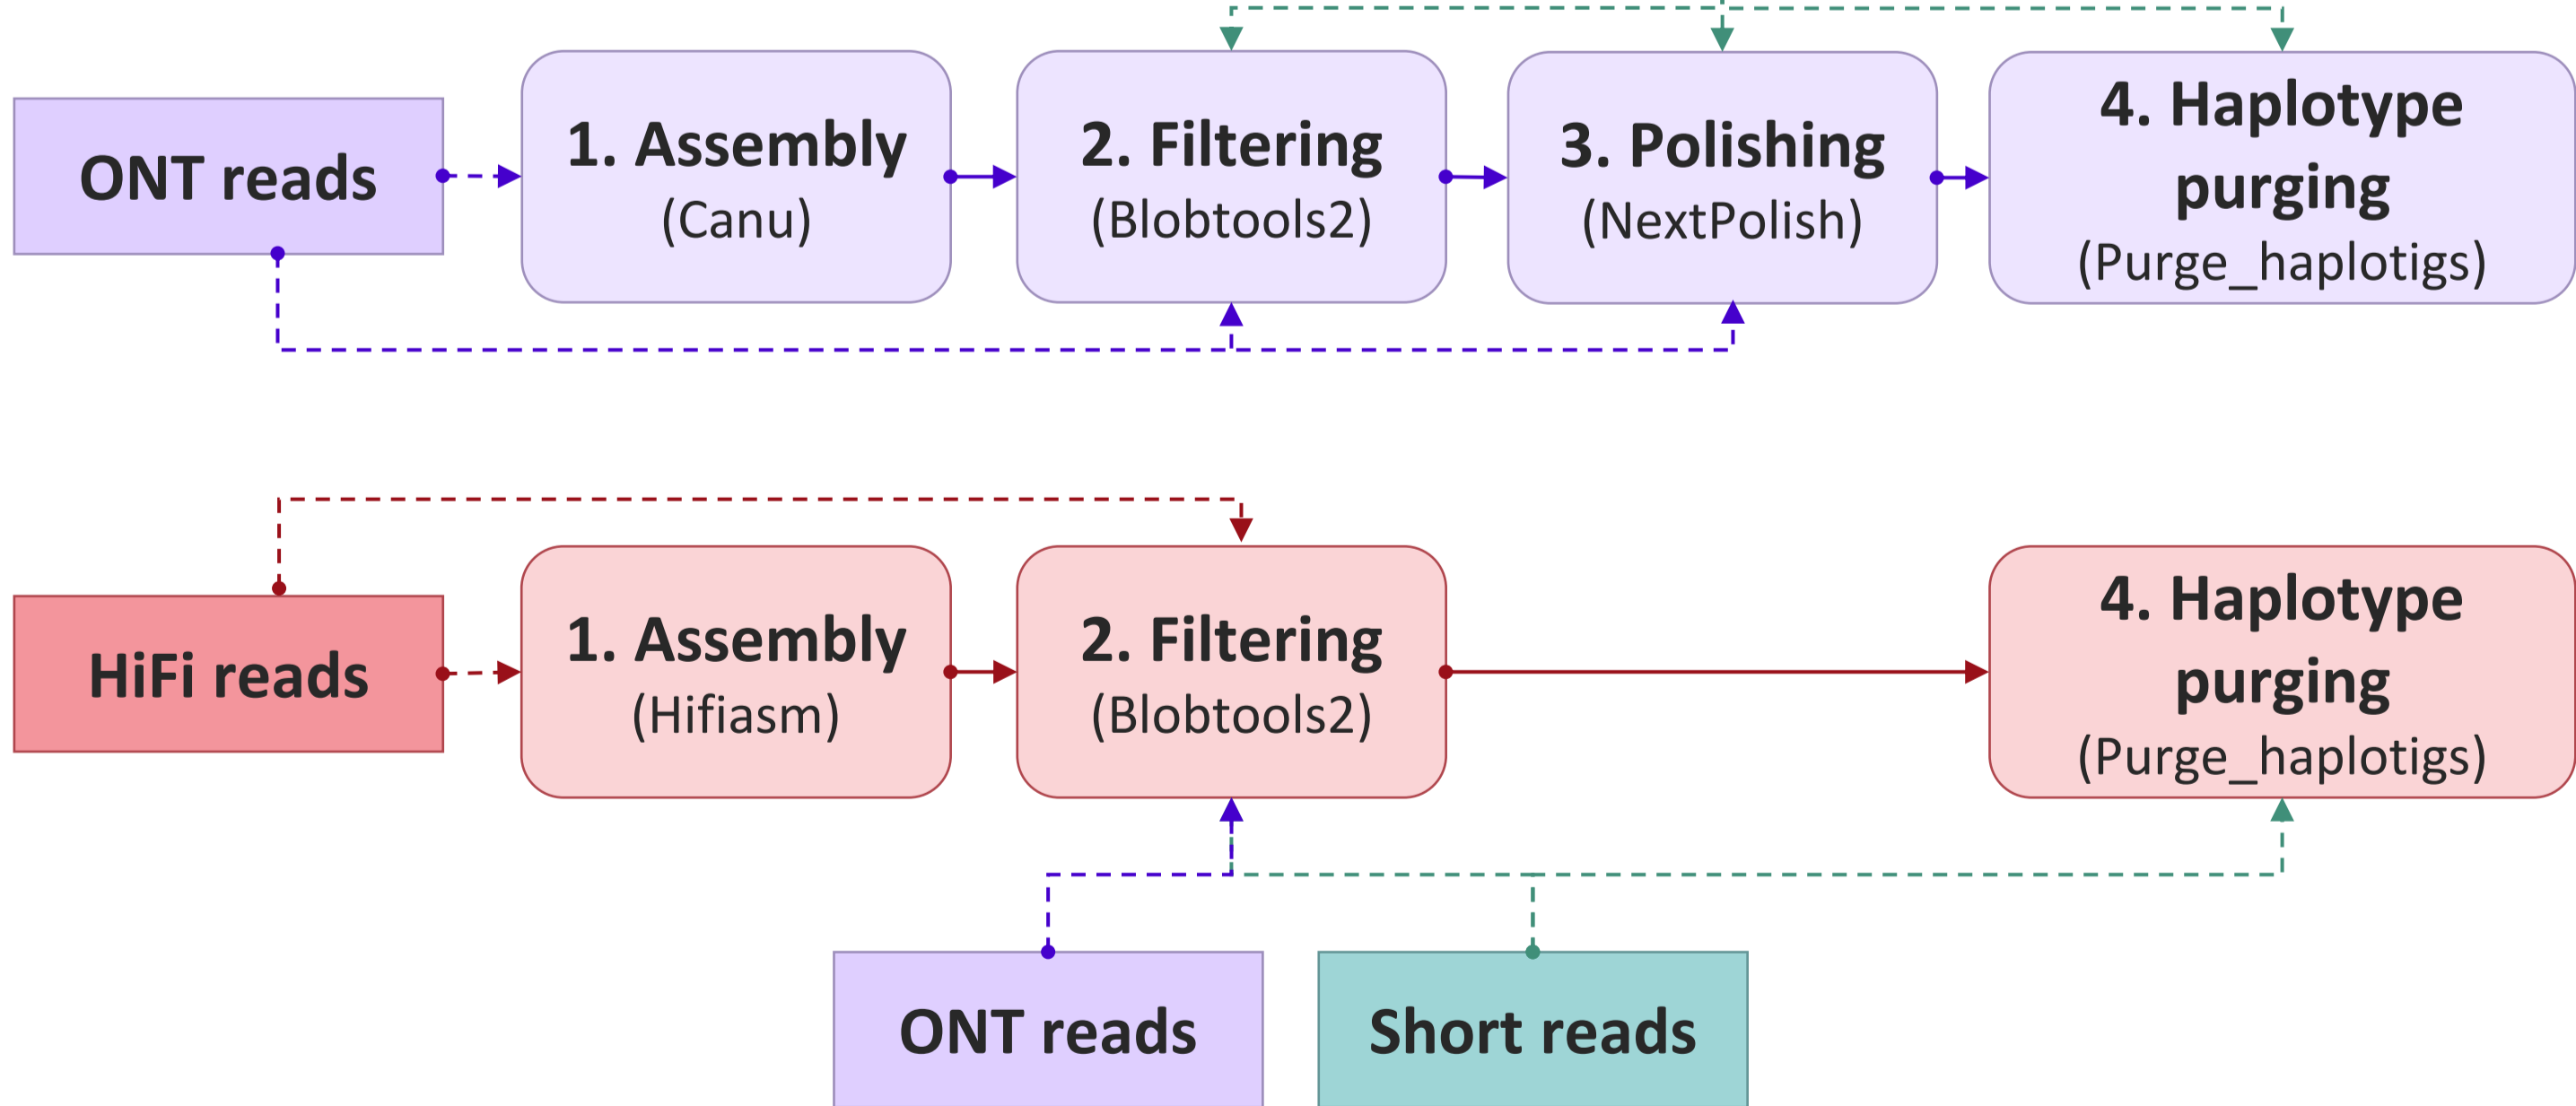 ONT reads
1. Assembly
(Canu)
2. Filtering
(Blobtools2)
3. Polishing
(NextPolish)
4. Haplotype
purging
(Purge_haplotigs)
HiFi reads
1. Assembly
(Hifiasm)
2. Filtering
(Blobtools2)
4. Haplotype
purging
(Purge_haplotigs)
ONT reads
Short reads